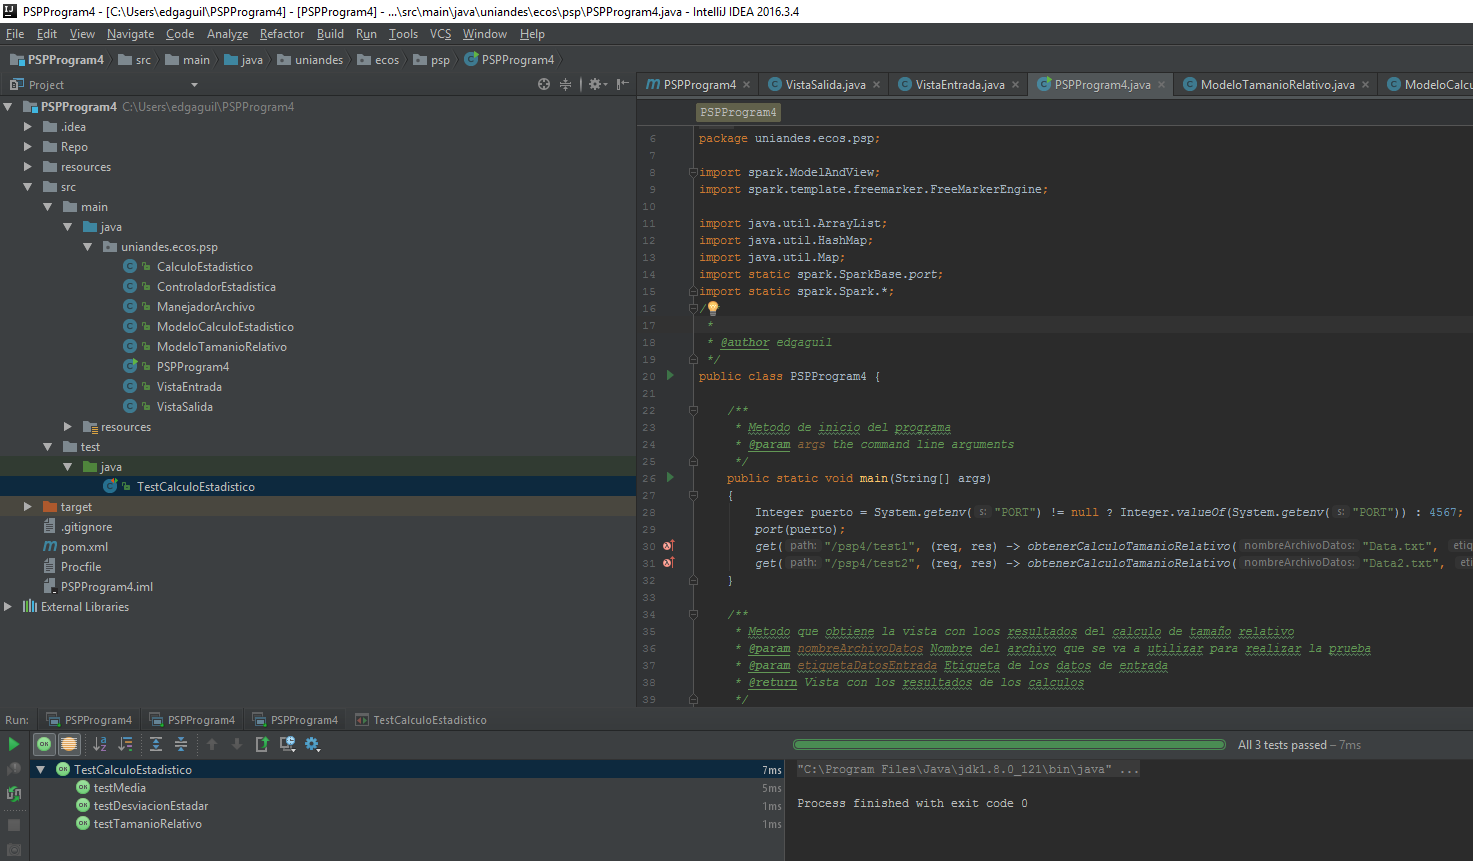 PSPProgram4 - [C:\Users\edgaguil\PSPProgram4] - [PSPProgram4] - ...\src\main\java\uniandes\ecos\psp\PSPProgram4.java - IntelliJ IDEA 2016.3.4
File Edit View Navigate Code Analyze Refactor Build Run Tools VCS Window Help
PSPProgram4 src main java uniandes ecos psp PSPProgram4
Project
PSPProgram4 C:\Users\edgaguil\PSPProgram4
.idea
Repo
resources
src
main
java
uniandes.ecos.psp
CalculoEstadistico
ControladorEstadistica
ManejadorArchivo
ModeloCalculoEstadistico
ModeloTamanioRelativo
PSPProgram4
VistaEntrada
VistaSalida
resources
test
java
TestCalculoEstadistico
target
.gitignore
pom.xml
Procfile
PSPProgram4.iml
External Libraries
PSPProgram4 VistaSalida.java VistaEntrada.java PSPProgram4.java ModeloTamanioRelativo.java ModeloCalcu
PSPProgram4
6 package uniandes.ecos.psp;
7
8 import spark.ModelAndView;
9 import spark.template.freemarker.FreeMarkerEngine;
10
11 import java.util.ArrayList;
12 import java.util.HashMap;
13 import java.util.Map;
14 import static spark.SparkBase.port;
15 import static spark.Spark.*;
16 /
17 *
18 * @author edgaguil
19 */
20 public class PSPProgram4 {
21
22 /**
23 * Metodo de inicio del programa
24 * @param args the command line arguments
25 */
26 public static void main(String[] args)
27 {
28 Integer puerto = System.getenv( s: "PORT") != null ? Integer.valueOf(System.getenv( s: "PORT")) : 4567;
29 port(puerto);
30 get( path: "/psp4/test1", (req, res) -> obtenerCalculoTamanioRelativo( nombreArchivoDatos: "Data.txt", etiq
31 get( path: "/psp4/test2", (req, res) -> obtenerCalculoTamanioRelativo( nombreArchivoDatos: "Data2.txt", eti
32 }
33
34 /**
35 * Metodo que obtiene la vista con loos resultados del calculo de tamaño relativo
36 * @param nombreArchivoDatos Nombre del archivo que se va a utilizar para realizar la prueba
37 * @param etiquetaDatosEntrada Etiqueta de los datos de entrada
38 * @return Vista con los resultados de los calculos
39 */
Run: PSPProgram4 PSPProgram4 PSPProgram4 TestCalculoEstadistico
All 3 tests passed – 7ms
TestCalculoEstadistico 7ms
testMedia 5ms
testDesviacionEstadar 1ms
testTamanioRelativo 1ms
"C:\Program Files\Java\jdk1.8.0_121\bin\java" ...
Process finished with exit code 0